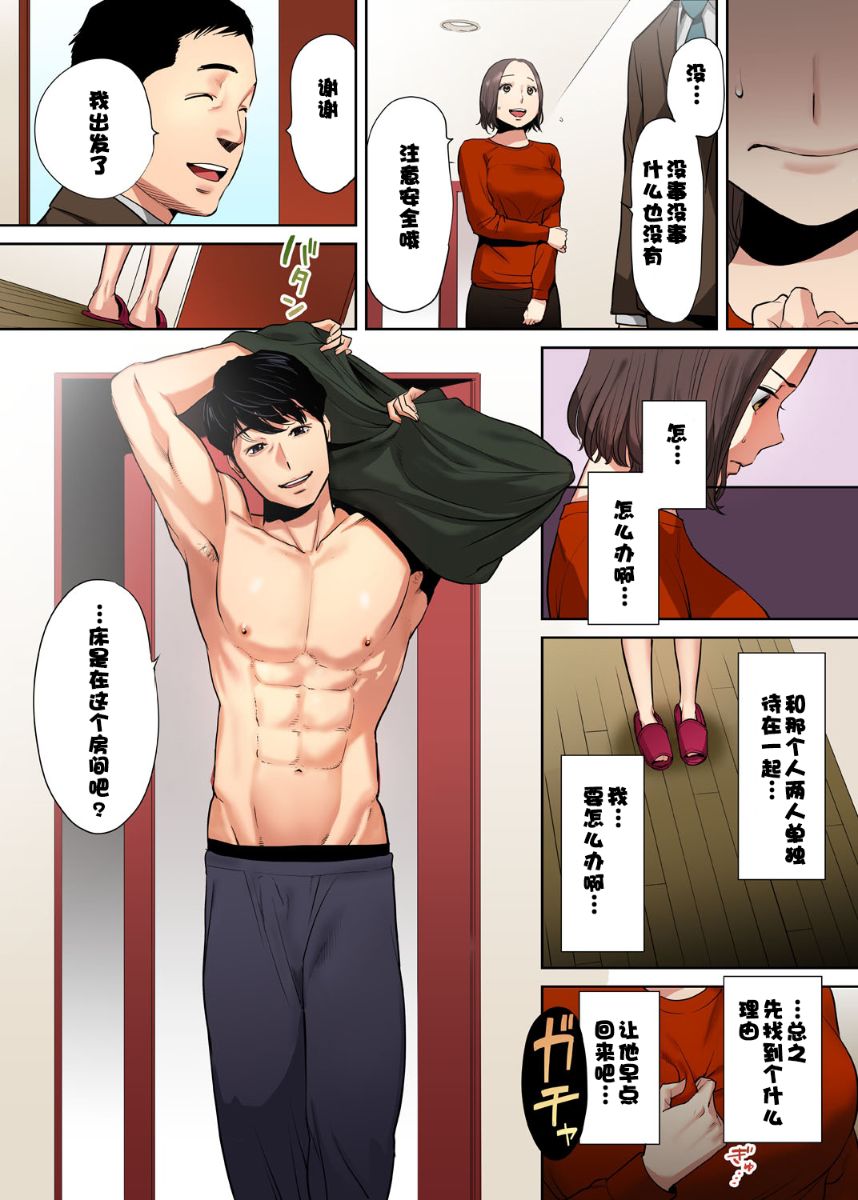 没…
没事没事
什么也没有
谢谢
注意安全哦
我出发了
バタン
怎…
怎么办啊…
和那个人两人单独
待在一起…
我…
要怎么办啊…
…总之
先找到个什么
理由
ぎゅ…
让他早点
回来吧…
ガチャ
…床是在这个房间吧?